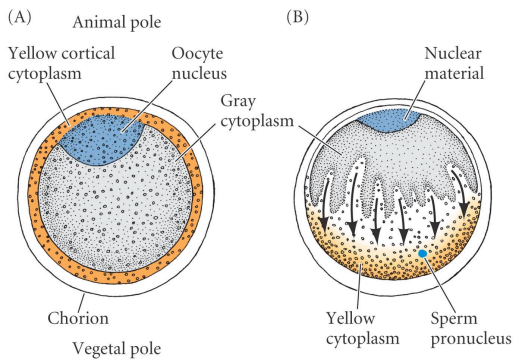 (A)
Animal pole
Yellow cortical
cytoplasm
Oocyte
nucleus
Gray
cytoplasm
Chorion
Vegetal pole
(B)
Nuclear
material
Yellow
cytoplasm
Sperm
pronucleus